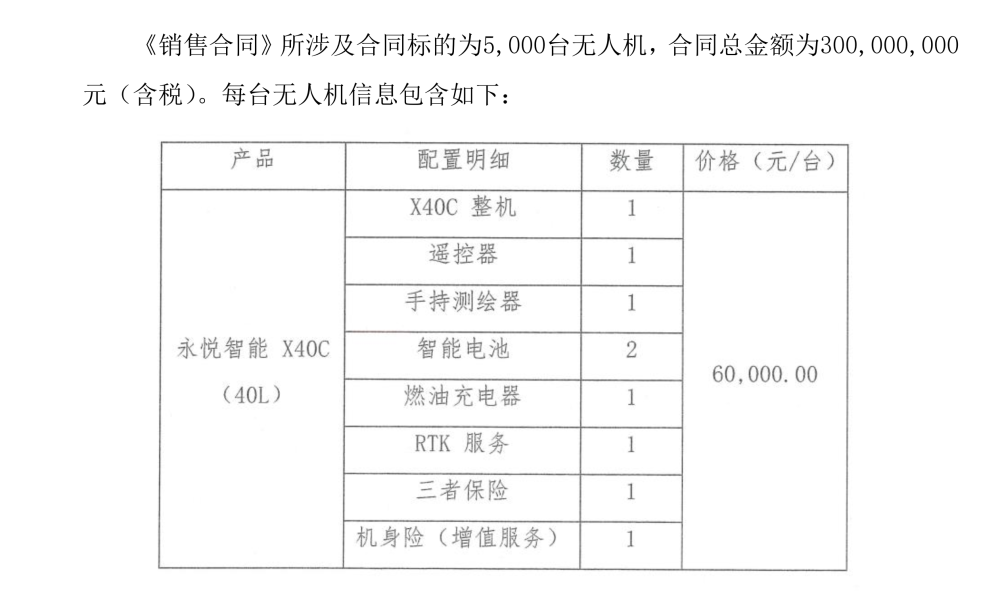 《销售合同》所涉及合同标的为5,000台无人机，合同总金额为300,000,000
元（含税）。每台无人机信息包含如下：
产品 配置明细 数量 价格（元/台）
永悦智能 X40C
（40L）
X40C 整机 1
遥控器 1
手持测绘器 1
智能电池 2
燃油充电器 1
RTK 服务 1
三者保险 1
机身险（增值服务） 1
60,000.00